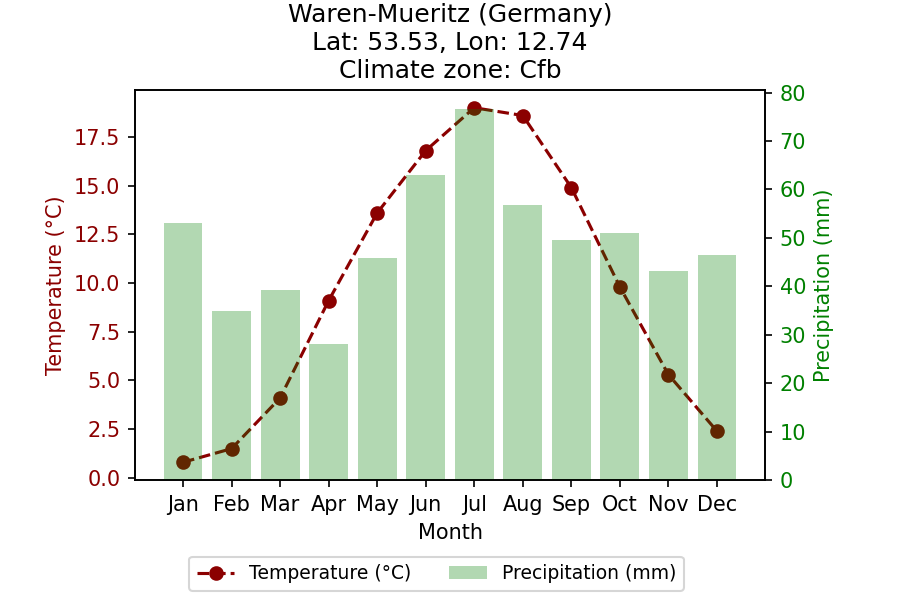 Waren-Mueritz (Germany)
Lat: 53.53, Lon: 12.74
Climate zone: Cfb
Temperature (°C)
17.5
15.0
12.5
10.0
7.5
5.0
2.5
0.0
80
70
60
50
40
30
20
10
0
Precipitation (mm)
Jan Feb Mar Apr May Jun Jul Aug Sep Oct Nov Dec
Month
Temperature (°C) Precipitation (mm)